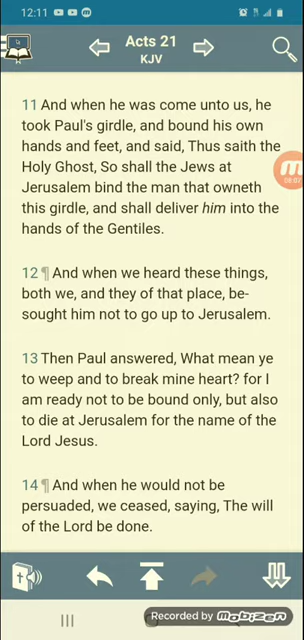 12:11
Acts 21
KJV
11 And when he was come unto us, he
took Paul's girdle, and bound his own
hands and feet, and said, Thus saith the
Holy Ghost, So shall the Jews at
Jerusalem bind the man that owneth
this girdle, and shall deliver him into the
hands of the Gentiles.
12 ¶ And when we heard these things,
both we, and they of that place, be-
sought him not to go up to Jerusalem.
13 Then Paul answered, What mean ye
to weep and to break mine heart? for I
am ready not to be bound only, but also
to die at Jerusalem for the name of the
Lord Jesus.
14 ¶ And when he would not be
persuaded, we ceased, saying, The will
of the Lord be done.
Recorded by mobizen